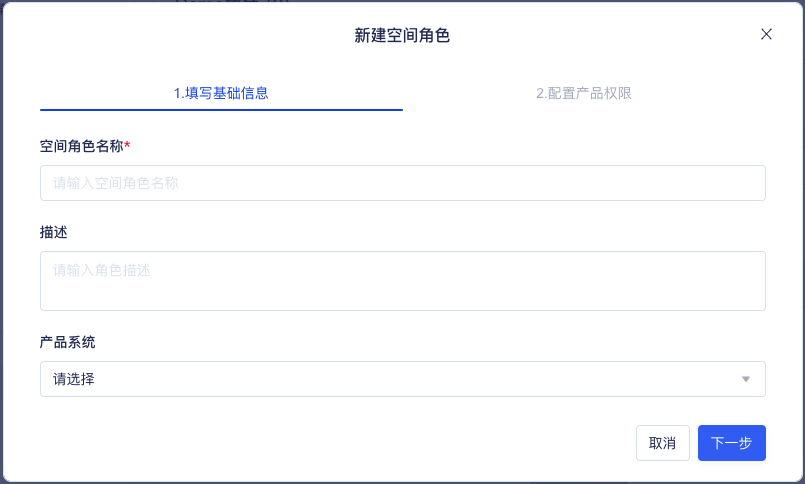 新建空间角色
1.填写基础信息
2.配置产品权限
空间角色名称*
请输入空间角色名称
描述
请输入角色描述
产品系统
请选择
取消
下一步